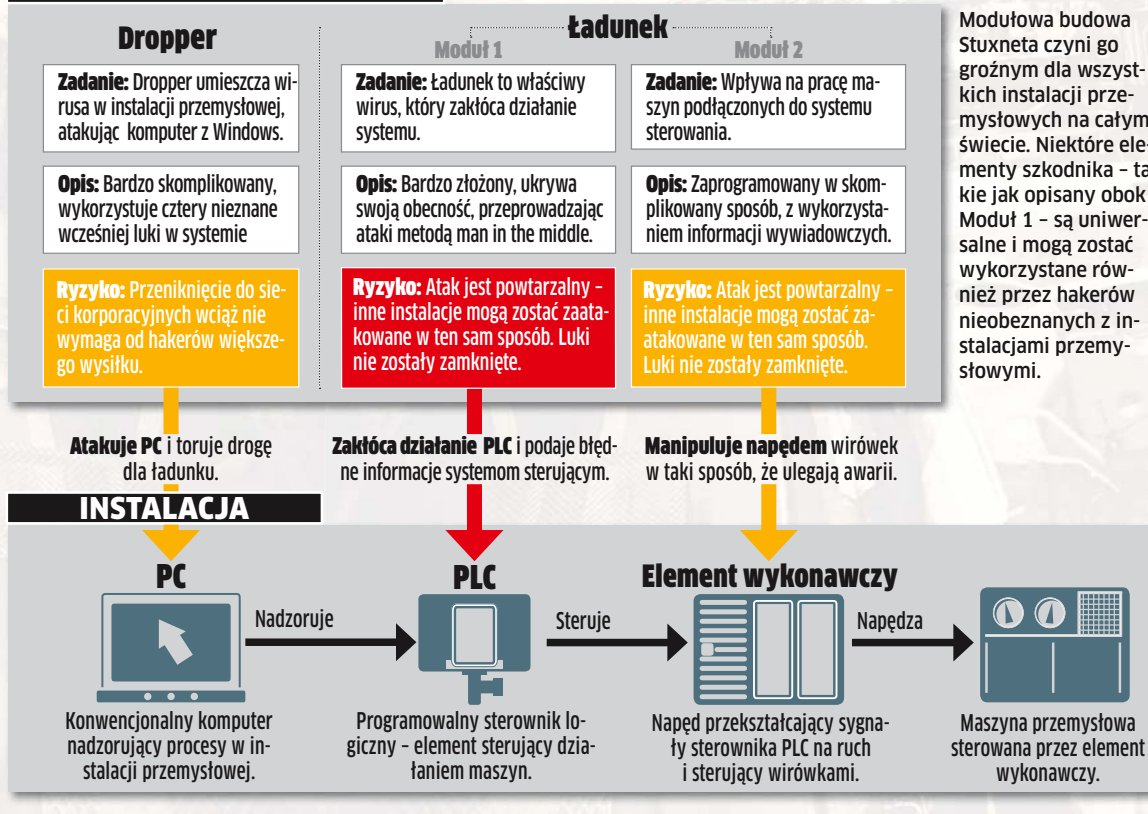 Dropper
Ładunek
Moduł 1
Moduł 2
Zadanie: Dropper umieszcza wi-
rusa w instalacji przemysłowej,
atakując komputer z Windows.
Opis: Bardzo skomplikowany,
wykorzystuje cztery nieznane
wcześniej luki w systemie
Ryzyko: Przeniknięcie do sie-
ci korporacyjnych wciąż nie
wymaga od hakerów większe-
go wysiłku.
Zadanie: Ładunek to właściwy
wirus, który zakłóca działanie
systemu.
Opis: Bardzo złożony, ukrywa
swoją obecność, przeprowadzając
ataki metodą man in the middle.
Ryzyko: Atak jest powtarzalny –
inne instalacje mogą zostać zaata-
kowane w ten sam sposób. Luki
nie zostały zamknięte.
Zadanie: Wpływa na pracę ma-
szyn podłączonych do systemu
sterowania.
Opis: Zaprogramowany w skom-
plikowany sposób, z wykorzysta-
niem informacji wywiadowczych.
Ryzyko: Atak jest powtarzalny –
inne instalacje mogą zostać za-
atakowane w ten sam sposób.
Luki nie zostały zamknięte.
Modułowa budowa
Stuxneta czyni go
groźnym dla wszyst-
kich instalacji prze-
mysłowych na całym
świecie. Niektóre ele-
menty szkodnika – ta
kie jak opisany obok
Moduł 1 – są uniwer-
salne i mogą zostać
wykorzystane rów-
nież przez hakerów
nieobeznanych z in-
stalacjami przemy-
słowymi.
Atakuje PC i toruje drogę
dla ładunku.
Zakłóca działanie PLC i podaje błęd-
ne informacje systemom sterującym.
Manipuluje napędem wirówek
w taki sposób, że ulegają awarii.
INSTALACJA
PC
Nadzoruje
PLC
Steruje
Element wykonawczy
Napędza
Konwencjonalny komputer
nadzorujący procesy w in-
stalacji przemysłowej.
Programowalny sterownik lo-
giczny – element sterujący dzia-
łaniem maszyn.
Napęd przekształcający sygna-
ły sterownika PLC na ruch
i sterujący wirówkami.
Maszyna przemysłowa
sterowana przez element
wykonawczy.